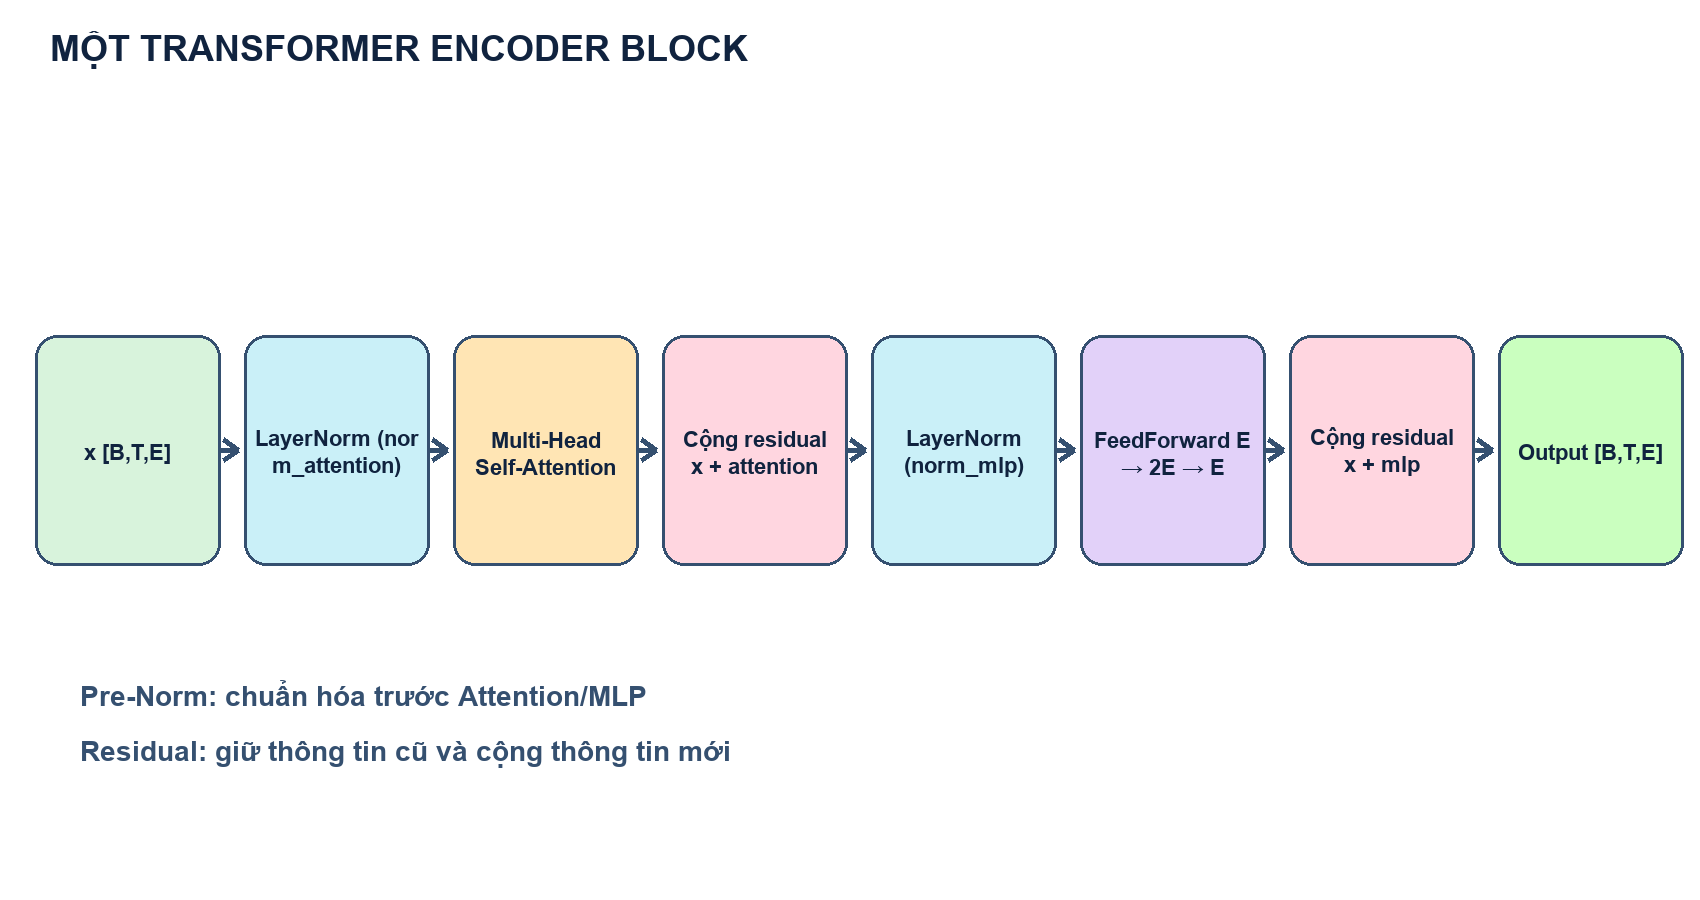 MỘT TRANSFORMER ENCODER BLOCK
x [B,T,E]
LayerNorm (nor
m_attention)
Multi-Head
Self-Attention
Cộng residual
x + attention
LayerNorm
(norm_mlp)
FeedForward E
→ 2E → E
Cộng residual
x + mlp
Output [B,T,E]
Pre-Norm: chuẩn hóa trước Attention/MLP
Residual: giữ thông tin cũ và cộng thông tin mới